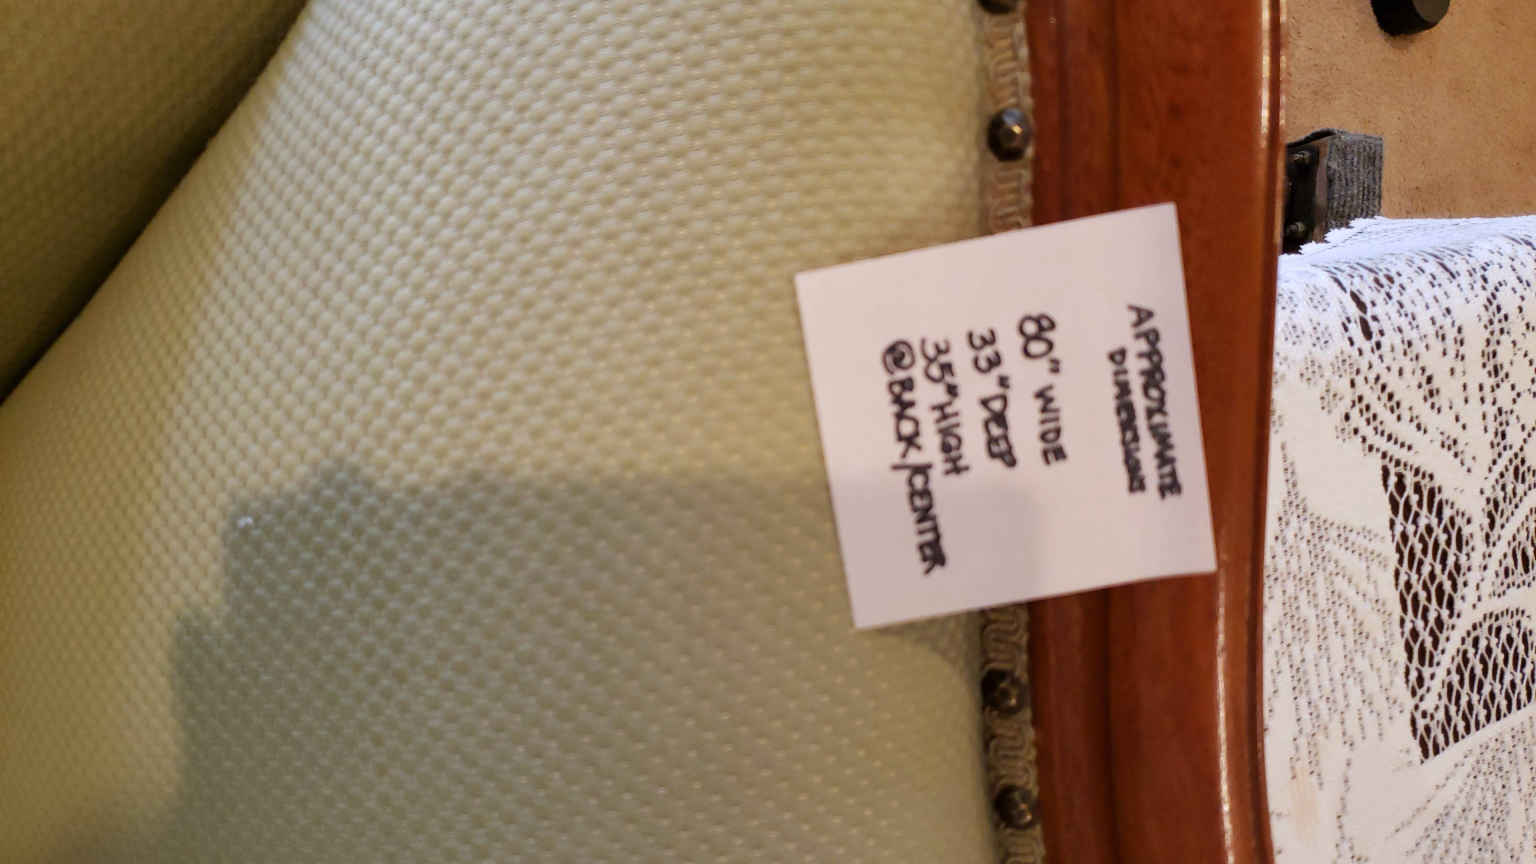 APPROXIMATE
DIMENSIONS
80" WIDE
33" DEEP
35" HIGH
@BACK/CENTER